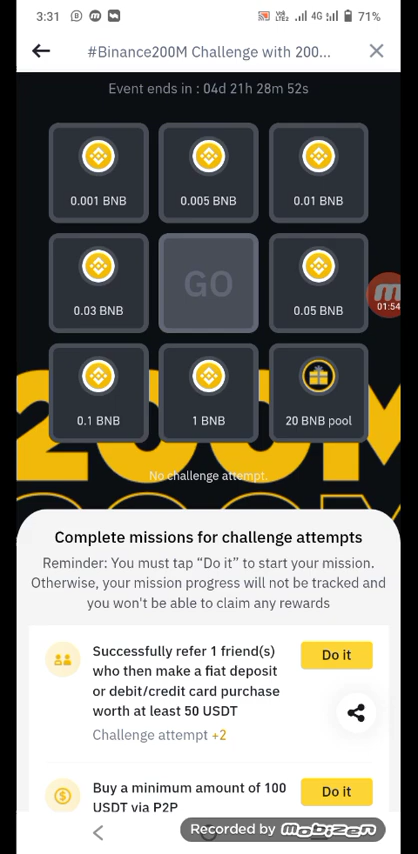 3:31 4G 71%
#Binance200M Challenge with 200...
Event ends in : 04d 21h 28m 52s
0.001 BNB 0.005 BNB 0.01 BNB
0.03 BNB GO 0.05 BNB
01:54
0.1 BNB 1 BNB 20 BNB pool
200M
No challenge attempt.
Complete missions for challenge attempts
Reminder: You must tap “Do it” to start your mission.
Otherwise, your mission progress will not be tracked and
you won't be able to claim any rewards
Successfully refer 1 friend(s) Do it
who then make a fiat deposit
or debit/credit card purchase
worth at least 50 USDT
Challenge attempt +2
Buy a minimum amount of 100 Do it
USDT via P2P
Recorded by mobizen